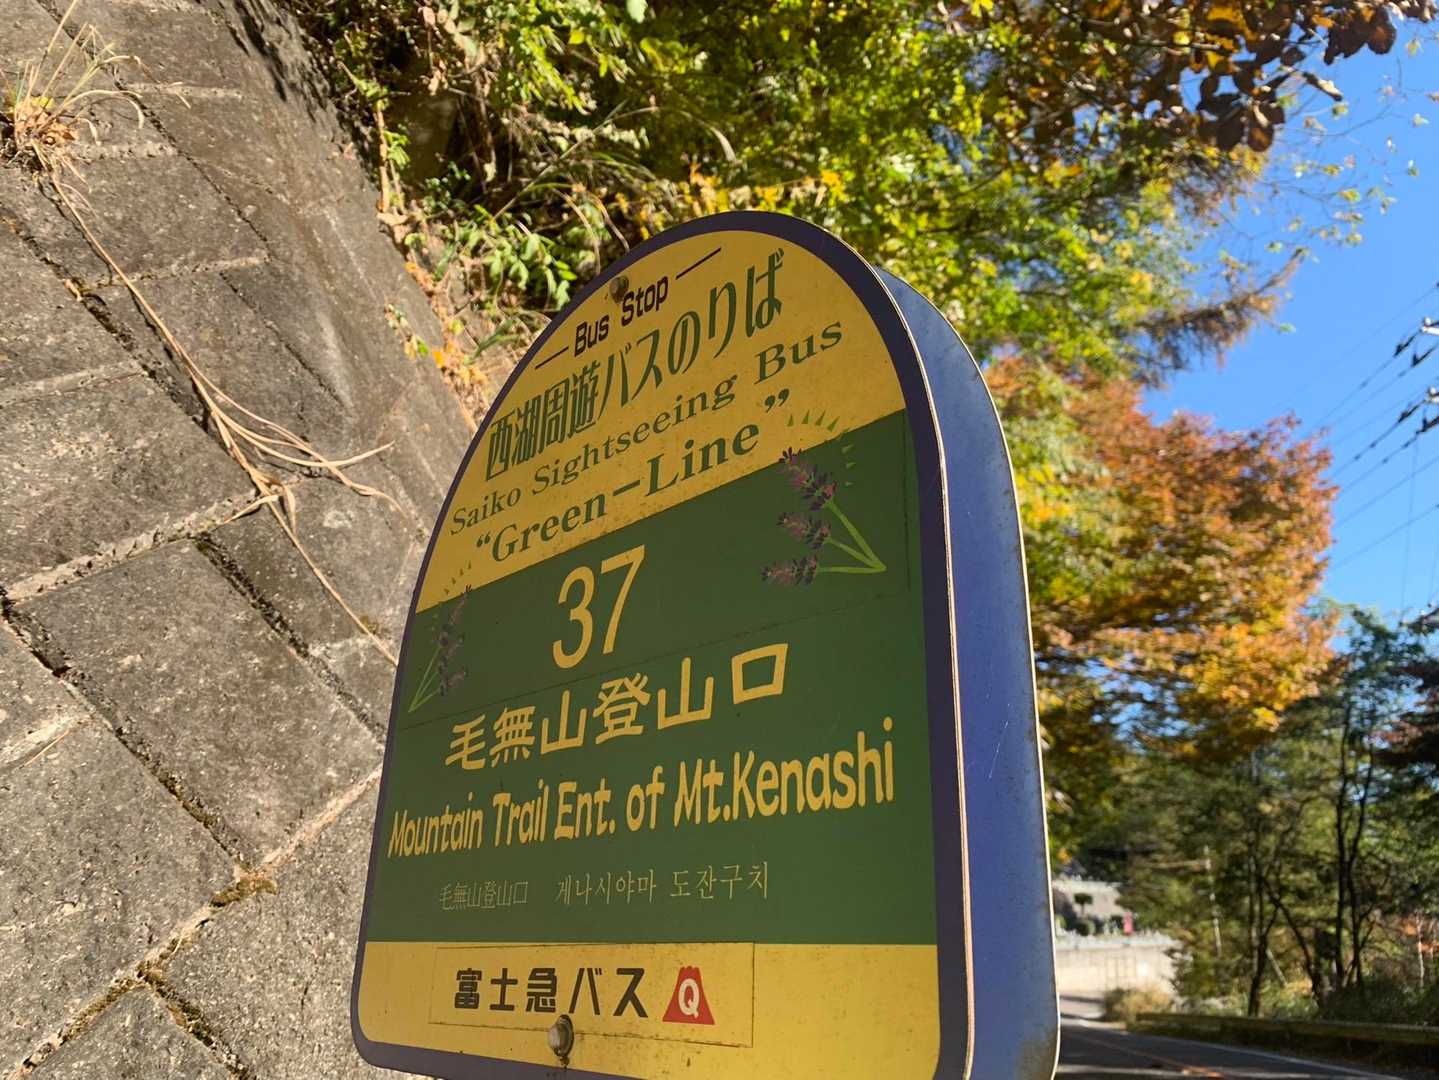 Bus Stop
西湖周遊バスのりば
Saiko Sightseeing Bus
“Green-Line”
37
毛無山登山口
Mountain Trail Ent. of Mt.Kenashi
毛無山登山口 게나시야마 도잔구치
富士急バス Q